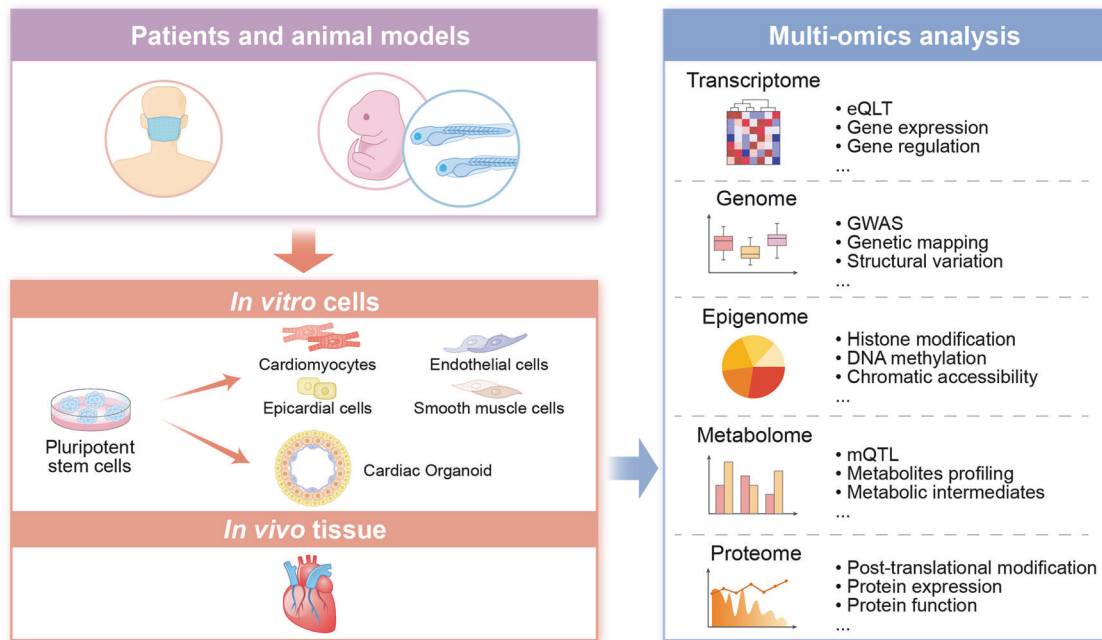 Patients and animal models
In vitro cells
Cardiomyocytes
Endothelial cells
Epicardial cells
Smooth muscle cells
Pluripotent
stem cells
Cardiac Organoid
In vivo tissue
Multi-omics analysis
Transcriptome
• eQLT
• Gene expression
• Gene regulation
...
Genome
• GWAS
• Genetic mapping
• Structural variation
...
Epigenome
• Histone modification
• DNA methylation
• Chromatic accessibility
...
Metabolome
• mQTL
• Metabolites profiling
• Metabolic intermediates
...
Proteome
• Post-translational modification
• Protein expression
• Protein function
...